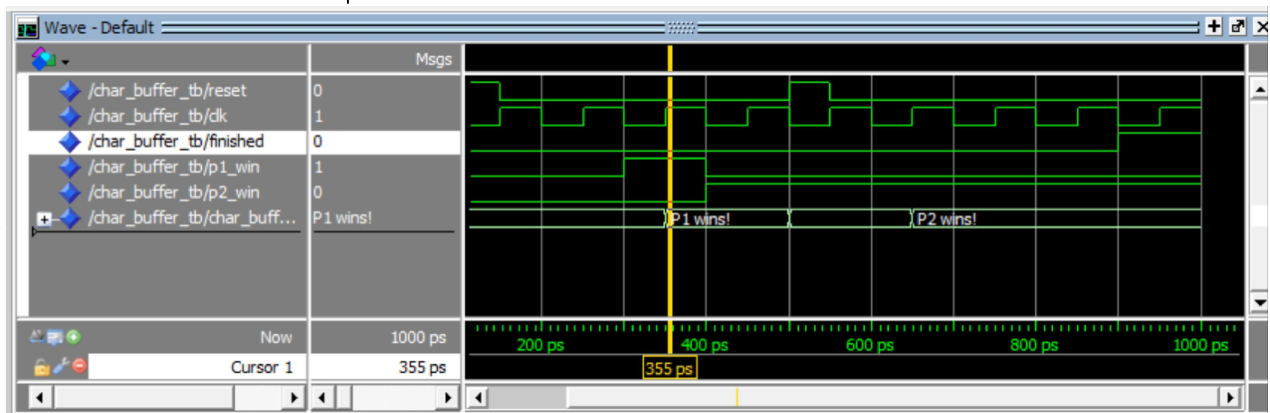 Wave - Default
Msgs
/char_buffer_tb/reset 0
/char_buffer_tb/clk 1
/char_buffer_tb/finished 0
/char_buffer_tb/p1_win 1
/char_buffer_tb/p2_win 0
/char_buffer_tb/char_buff... P1 wins! P1 wins! P2 wins!
Now 1000 ps 200 ps 400 ps 600 ps 800 ps 1000 ps
Cursor 1 355 ps 355 ps